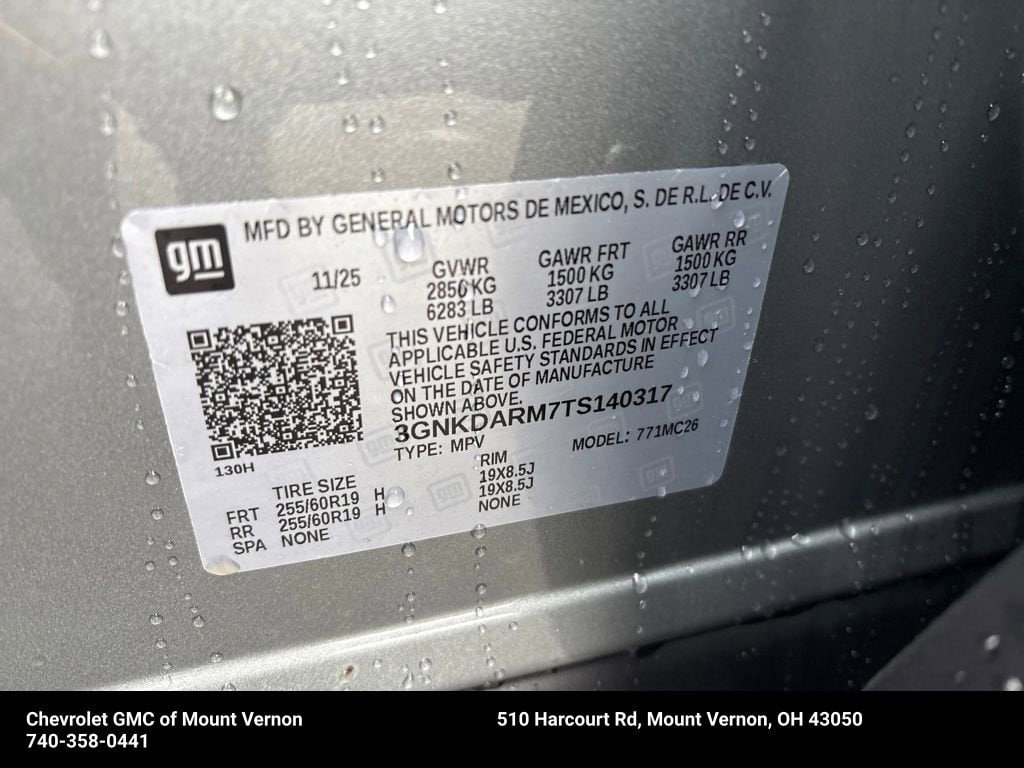 gm
MFD BY GENERAL MOTORS DE MEXICO, S. DE R.L. DE C.V.
11/25
GVWR
2850 KG
6283 LB
GAWR FRT
1500 KG
3307 LB
GAWR RR
1500 KG
3307 LB
THIS VEHICLE CONFORMS TO ALL
APPLICABLE U.S. FEDERAL MOTOR
VEHICLE SAFETY STANDARDS IN EFFECT
ON THE DATE OF MANUFACTURE
SHOWN ABOVE.
3GNKDARM7TS140317
TYPE: MPV MODEL: 771MC26
130H
TIRE SIZE RIM
FRT 255/60R19 H 19X8.5J
RR 255/60R19 H 19X8.5J
SPA NONE NONE
Chevrolet GMC of Mount Vernon
740-358-0441
510 Harcourt Rd, Mount Vernon, OH 43050